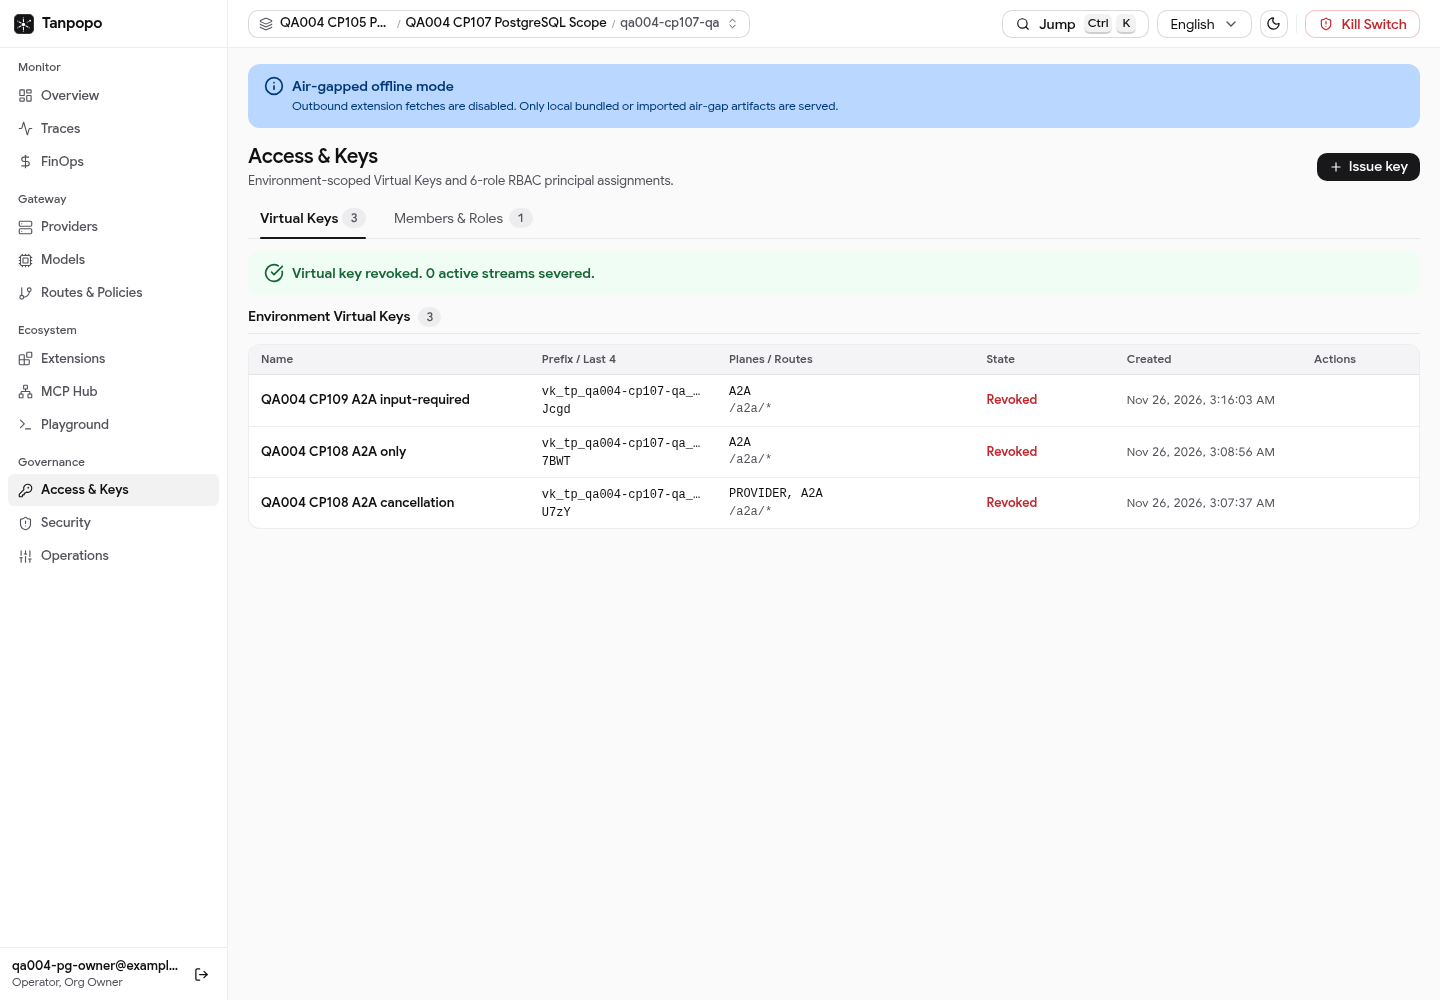 Tanpopo
QA004 CP105 P... / QA004 CP107 PostgreSQL Scope / qa004-cp107-qa
Jump Ctrl K
English
Kill Switch
Monitor
Overview
Traces
FinOps
Gateway
Providers
Models
Routes & Policies
Ecosystem
Extensions
MCP Hub
Playground
Governance
Access & Keys
Security
Operations
qa004-pg-owner@exampl...
Operator, Org Owner
Air-gapped offline mode
Outbound extension fetches are disabled. Only local bundled or imported air-gap artifacts are served.
Access & Keys
Environment-scoped Virtual Keys and 6-role RBAC principal assignments.
Issue key
Virtual Keys 3 Members & Roles 1
Virtual key revoked. 0 active streams severed.
Environment Virtual Keys 3
Name Prefix / Last 4 Planes / Routes State Created Actions
QA004 CP109 A2A input-required vk_tp_qa004-cp107-qa_… A2A Revoked Nov 26, 2026, 3:16:03 AM
Jcgd /a2a/*
QA004 CP108 A2A only vk_tp_qa004-cp107-qa_… A2A Revoked Nov 26, 2026, 3:08:56 AM
7BWT /a2a/*
QA004 CP108 A2A cancellation vk_tp_qa004-cp107-qa_… PROVIDER, A2A Revoked Nov 26, 2026, 3:07:37 AM
U7zY /a2a/*